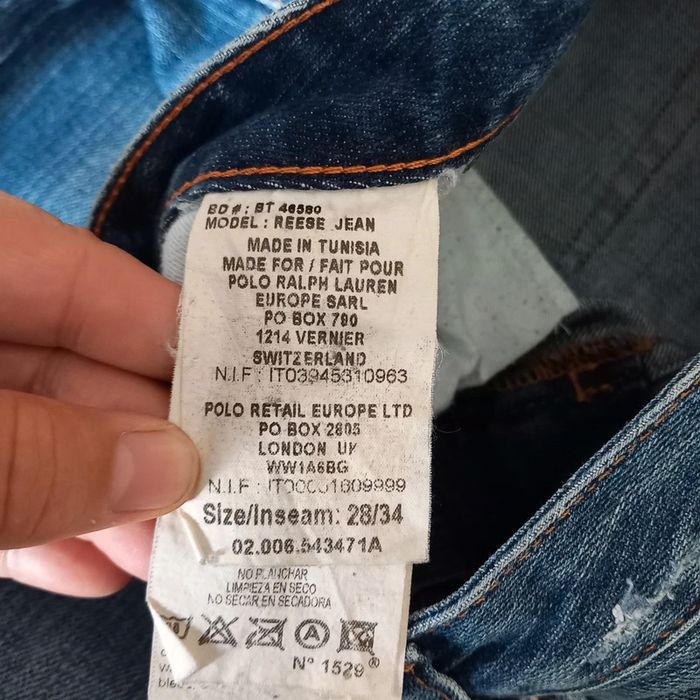 BD #: BT 46580
MODEL : REESE JEAN
MADE IN TUNISIA
MADE FOR / FAIT POUR
POLO RALPH LAUREN
EUROPE SARL
PO BOX 790
1214 VERNIER
SWITZERLAND
N.I.F : IT03945310963
POLO RETAIL EUROPE LTD
PO BOX 2805
LONDON
WW1A6BG
N.I.F :
Size/Inseam: 28/34
02.006.543471A
NO PLANCHAR
LIMPIEZA EN SECO
NO SECAR EN SECADORA
A
N° 1529®